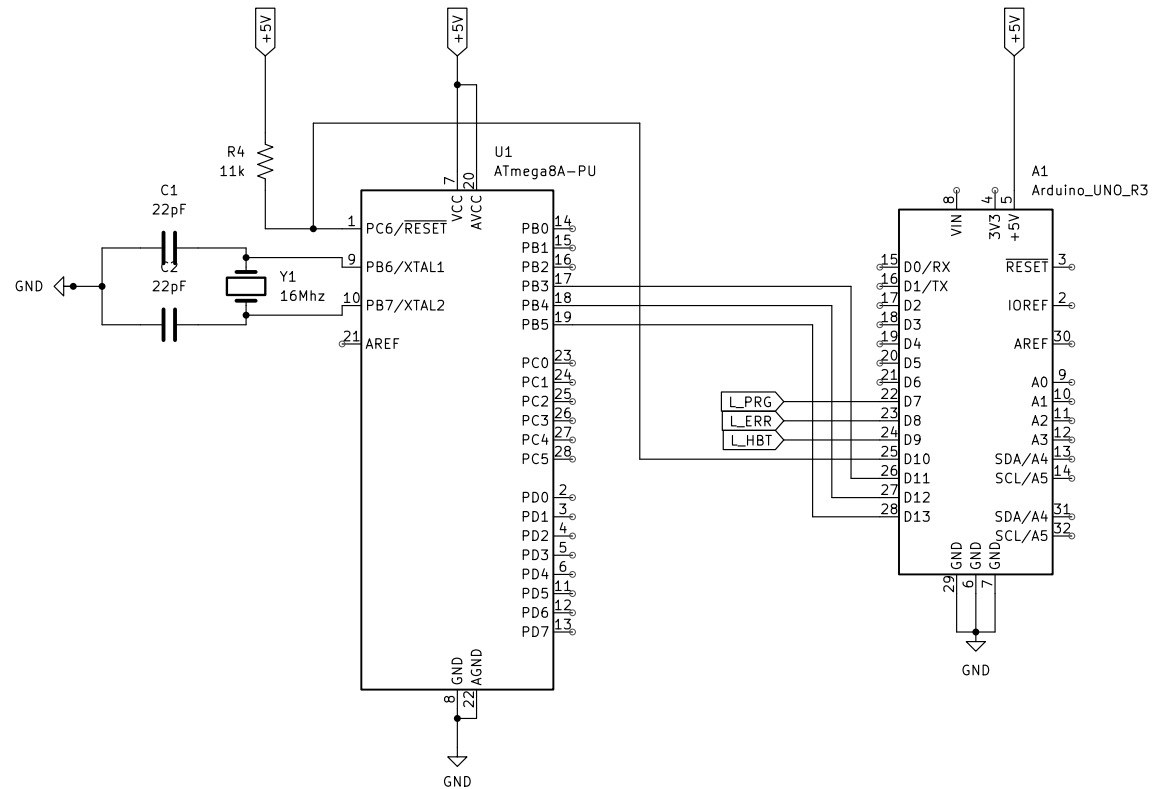 +5V
+5V
+5V
R4
11k
U1
ATmega8A-PU
A1
Arduino_UNO_R3
C1
22pF
C2
22pF
Y1
16Mhz
GND
7
20
VCC
AVCC
1
PC6/RESET
9
PB6/XTAL1
10
PB7/XTAL2
21
AREF
PB0 14
PB1 15
PB2 16
PB3 17
PB4 18
PB5 19
PC0 23
PC1 24
PC2 25
PC3 26
PC4 27
PC5 28
PD0 2
PD1 3
PD2 4
PD3 5
PD4 6
PD5 11
PD6 12
PD7 13
GND
AGND
8
22
GND
L_PRG
L_ERR
L_HBT
8
4
5
VIN
3V3
+5V
15 D0/RX
16 D1/TX
17 D2
18 D3
19 D4
20 D5
21 D6
22 D7
23 D8
24 D9
25 D10
26 D11
27 D12
28 D13
RESET 3
IOREF 2
AREF 30
A0 9
A1 10
A2 11
A3 12
SDA/A4 13
SCL/A5 14
SDA/A4 31
SCL/A5 32
GND
GND
GND
29
6
7
GND